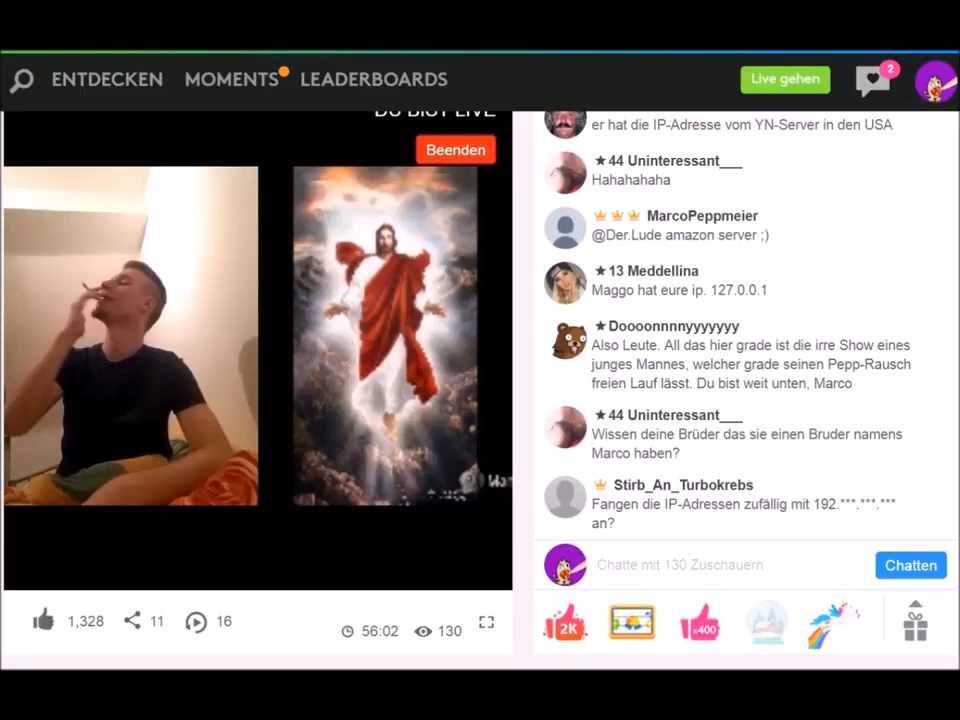 ENTDECKEN MOMENTS LEADERBOARDS Live gehen 2
DU BIST LIVE
Beenden
er hat die IP-Adresse vom YN-Server in den USA
★44 Uninteressant___
Hahahahaha
MarcoPeppmeier
@Der.Lude amazon server ;)
★13 Meddellina
Maggo hat eure ip. 127.0.0.1
★Doooonnnnyyyyyyy
Also Leute. All das hier grade ist die irre Show eines
junges Mannes, welcher grade seinen Pepp-Rausch
freien Lauf lässt. Du bist weit unten, Marco
★44 Uninteressant___
Wissen deine Brüder das sie einen Bruder namens
Marco haben?
Stirb_An_Turbokrebs
Fangen die IP-Adressen zufällig mit 192.***.***.***
an?
Chatte mit 130 Zuschauern Chatten
1,328 11 16 56:02 130
2K x400